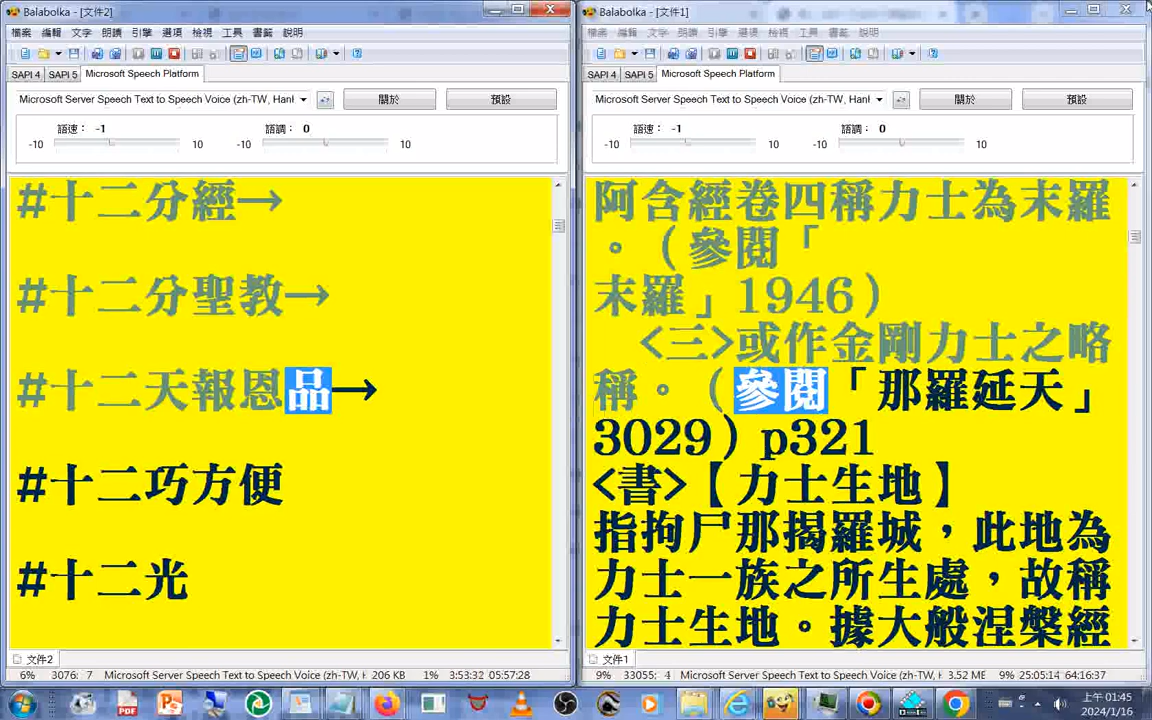 Balabolka - [文件2]
檔案 編輯 文字 朗讀 引擎 選項 檢視 工具 書籤 說明
SAPI 4 SAPI 5 Microsoft Speech Platform
Microsoft Server Speech Text to Speech Voice (zh-TW, HanH
關於 預設
語速： -1 語調： 0
-10 10 -10 10
#十二分經→
#十二分聖教→
#十二天報恩品→
#十二巧方便
#十二光
文件2
6% 3076: 7 Microsoft Server Speech Text to Speech Voice (zh-TW, H 206 KB 1% 3:53:32 05:57:28
Balabolka - [文件1]
檔案 編輯 文字 朗讀 引擎 選項 檢視 工具 書籤 說明
SAPI 4 SAPI 5 Microsoft Speech Platform
Microsoft Server Speech Text to Speech Voice (zh-TW, HanH
關於 預設
語速： -1 語調： 0
-10 10 -10 10
阿含經卷四稱力士為末羅
。（參閱「
末羅」1946）
<三>或作金剛力士之略
稱。（參閱「那羅延天」
3029）p321
<書>【力士生地】
指拘尸那揭羅城，此地為
力士一族之所生處，故稱
力士生地。據大般涅槃經
文件1
9% 33055: 4 Microsoft Server Speech Text to Speech Voice (zh-TW, H 3.52 ME 9% 25:05:14 64:16:37
上午 01:45
2024/1/16